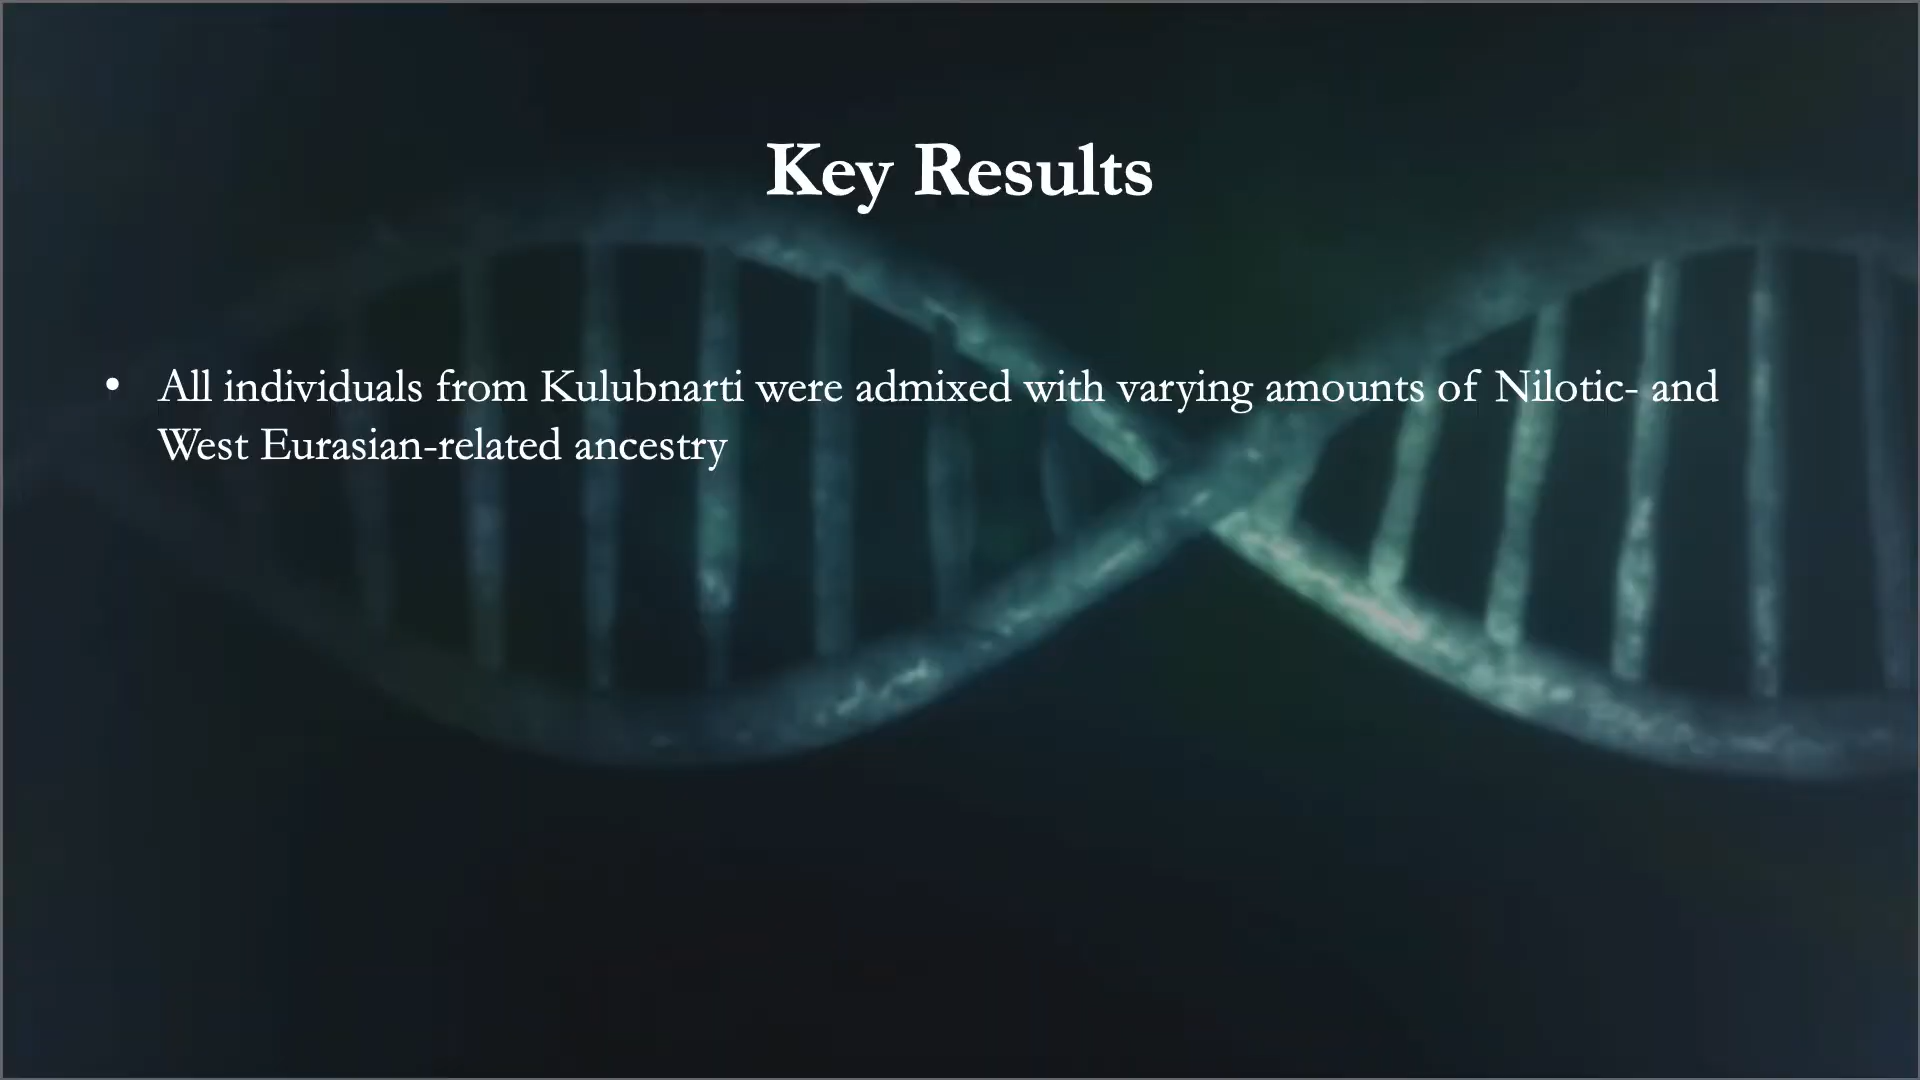 Key Results
• All individuals from Kulubnarti were admixed with varying amounts of Nilotic- and
West Eurasian-related ancestry